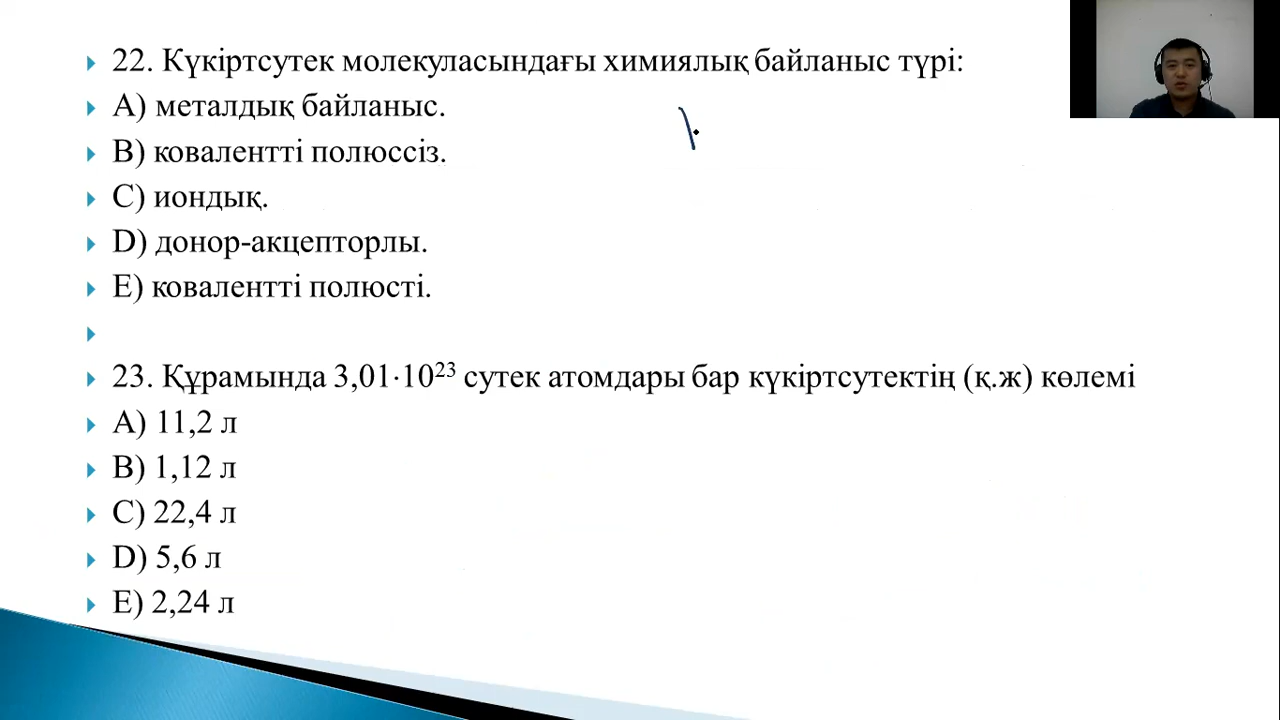 22. Күкіртсутек молекуласындағы химиялық байланыс түрі:
A) металдық байланыс.
B) ковалентті полюссіз.
C) иондық.
D) донор-акцепторлы.
E) ковалентті полюсті.
23. Құрамында 3,01·10²³ сутек атомдары бар күкіртсутектің (қ.ж) көлемі
A) 11,2 л
B) 1,12 л
C) 22,4 л
D) 5,6 л
E) 2,24 л